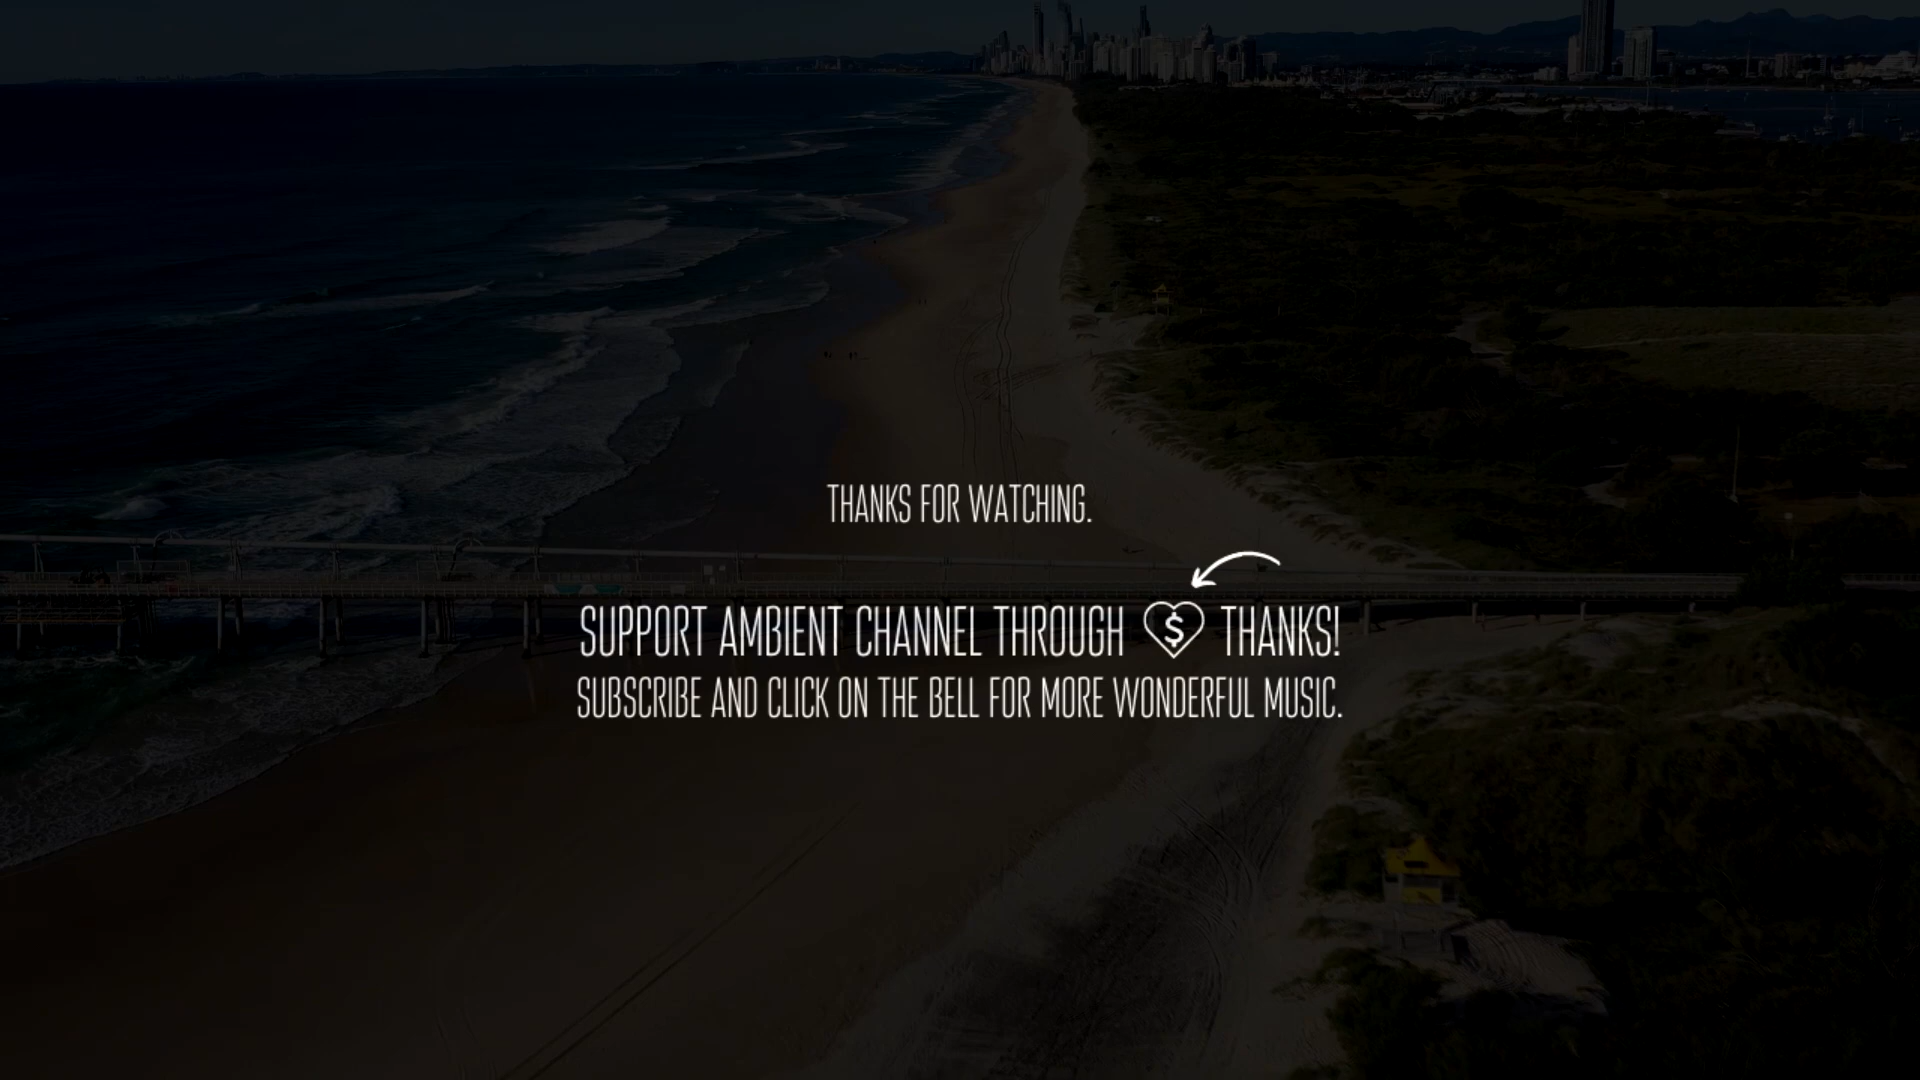 THANKS FOR WATCHING.
SUPPORT AMBIENT CHANNEL THROUGH $ THANKS!
SUBSCRIBE AND CLICK ON THE BELL FOR MORE WONDERFUL MUSIC.